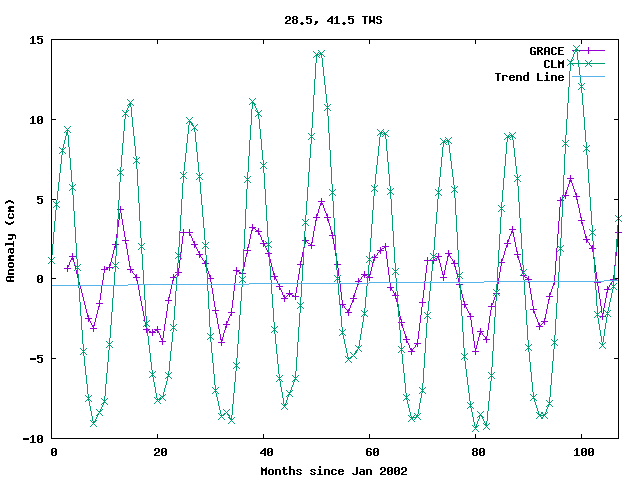 28.5, 41.5 TWS
GRACE
CLM
Trend Line
15
10
5
0
-5
-10
Anomaly (cm)
0 20 40 60 80 100
Months since Jan 2002